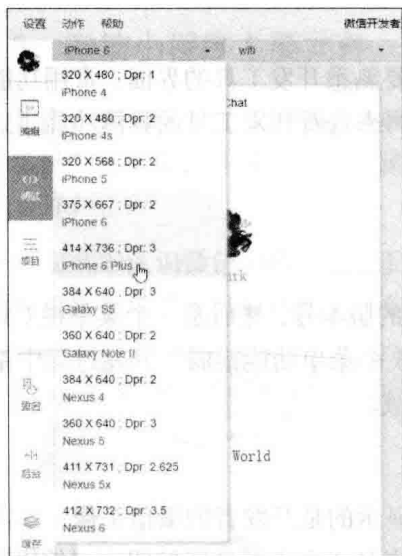 设置 动作 帮助 微信开发者
iPhone 6 wifi
320 X 480 ; Dpr: 1
iPhone 4
320 X 480 ; Dpr: 2
iPhone 4s
编辑
320 X 568 ; Dpr: 2
iPhone 5
调试
375 X 667 ; Dpr: 2
iPhone 6
414 X 736 ; Dpr: 3
iPhone 6 Plus
项目
384 X 640 ; Dpr: 3
Galaxy S5
360 X 640 ; Dpr: 2
Galaxy Note II
384 X 640 ; Dpr: 2
Nexus 4
360 X 640 ; Dpr: 3
Nexus 5
World
后台
411 X 731 ; Dpr: 2.625
Nexus 5x
412 X 732 ; Dpr: 3.5
Nexus 6
缓存